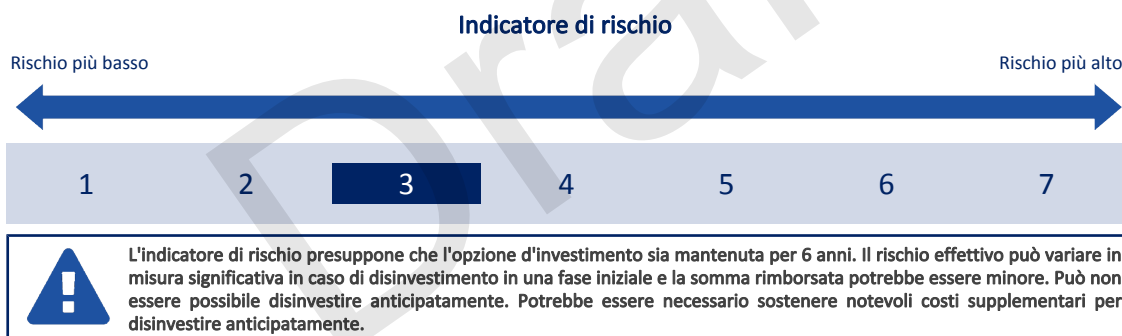 Indicatore di rischio
Rischio più basso
Rischio più alto
1 2 3 4 5 6 7
L'indicatore di rischio presuppone che l'opzione d'investimento sia mantenuta per 6 anni. Il rischio effettivo può variare in
misura significativa in caso di disinvestimento in una fase iniziale e la somma rimborsata potrebbe essere minore. Può non
essere possibile disinvestire anticipatamente. Potrebbe essere necessario sostenere notevoli costi supplementari per
disinvestire anticipatamente.